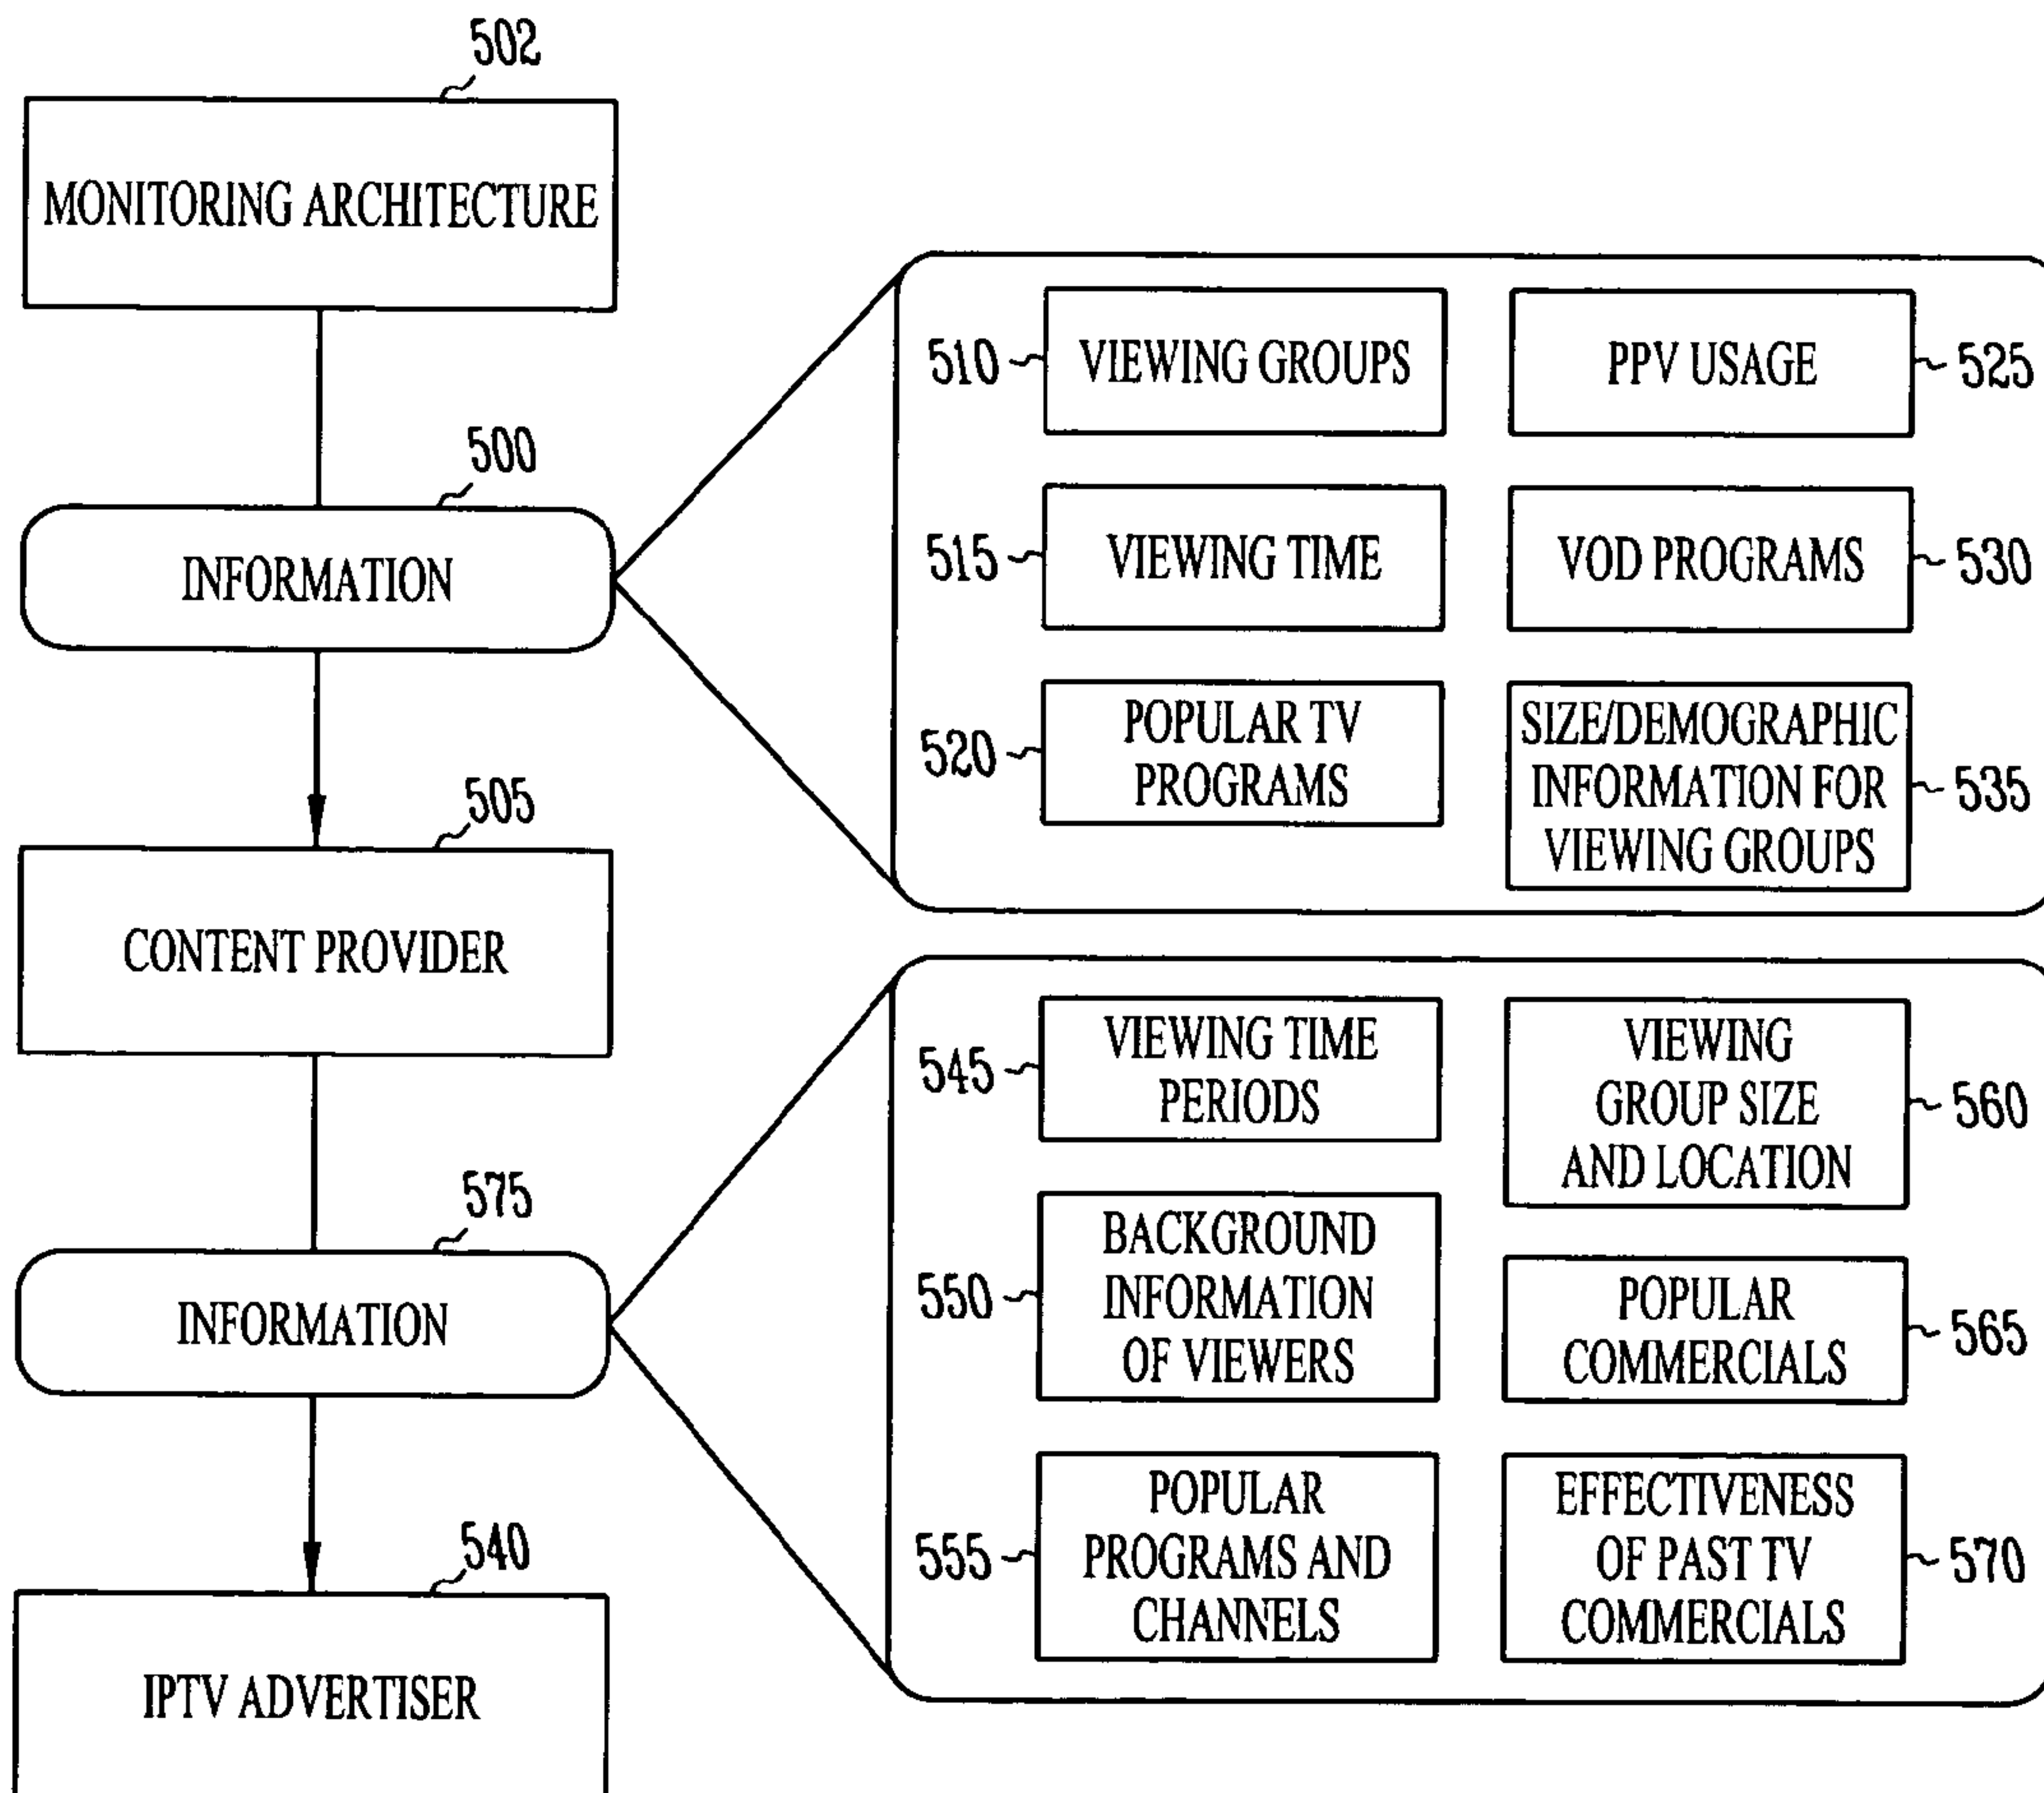 502
MONITORING ARCHITECTURE
500
INFORMATION
505
CONTENT PROVIDER
575
INFORMATION
540
IPTV ADVERTISER
510
VIEWING GROUPS
PPV USAGE
525
515
VIEWING TIME
VOD PROGRAMS
530
520
POPULAR TV
PROGRAMS
SIZE/DEMOGRAPHIC
INFORMATION FOR
VIEWING GROUPS
535
545
VIEWING TIME
PERIODS
VIEWING
GROUP SIZE
AND LOCATION
560
550
BACKGROUND
INFORMATION
OF VIEWERS
POPULAR
COMMERCIALS
565
555
POPULAR
PROGRAMS AND
CHANNELS
EFFECTIVENESS
OF PAST TV
COMMERCIALS
570